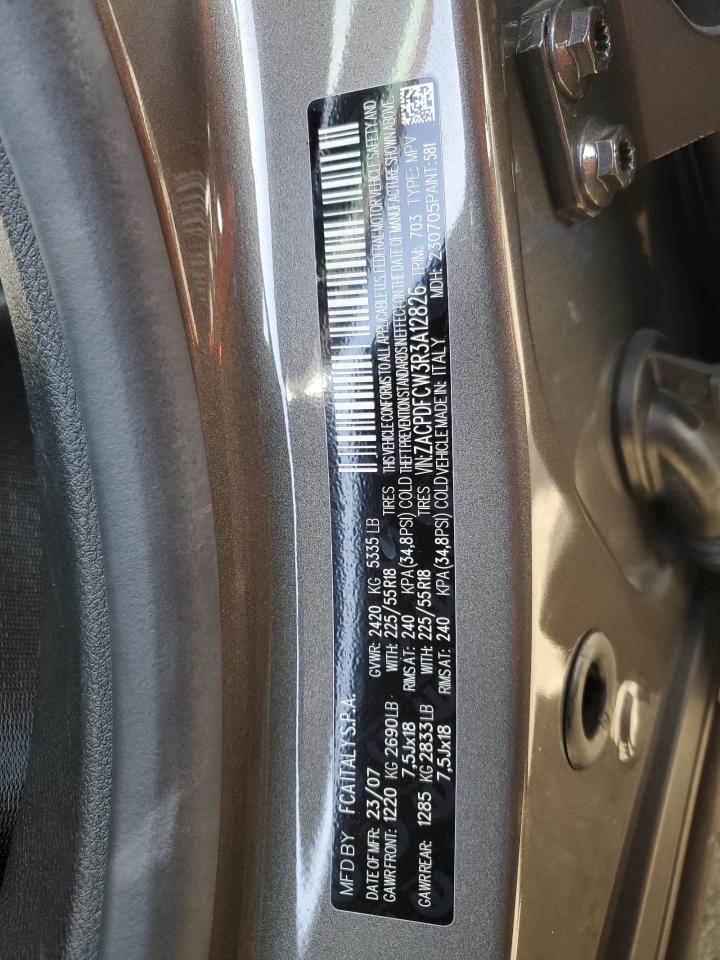 MFD BY FCA ITALY S.P.A.
DATE OF MFR: 23/07 GVWR: 2420 KG 5335 LB
GAWR FRONT: 1220 KG 2690 LB WITH: 225/55R18 TIRES
7,5Jx18 RIMS AT: 240 KPA(34,8PSI) COLD
GAWR REAR: 1285 KG 2833 LB WITH: 225/55R18 TIRES
7,5Jx18 RIMS AT: 240 KPA(34,8PSI) COLD
THIS VEHICLE CONFORMS TO ALL APPLICABLE U.S. FEDERAL MOTOR VEHICLE SAFETY AND
THEFT PREVENTION STANDARDS IN EFFECT ON THE DATE OF MANUFACTURE SHOWN ABOVE.
VIN: ZACPDFCW3R3A12826 TRIM: 703 TYPE: MPV
VEHICLE MADE IN: ITALY MDH: 230705 PAINT: 581